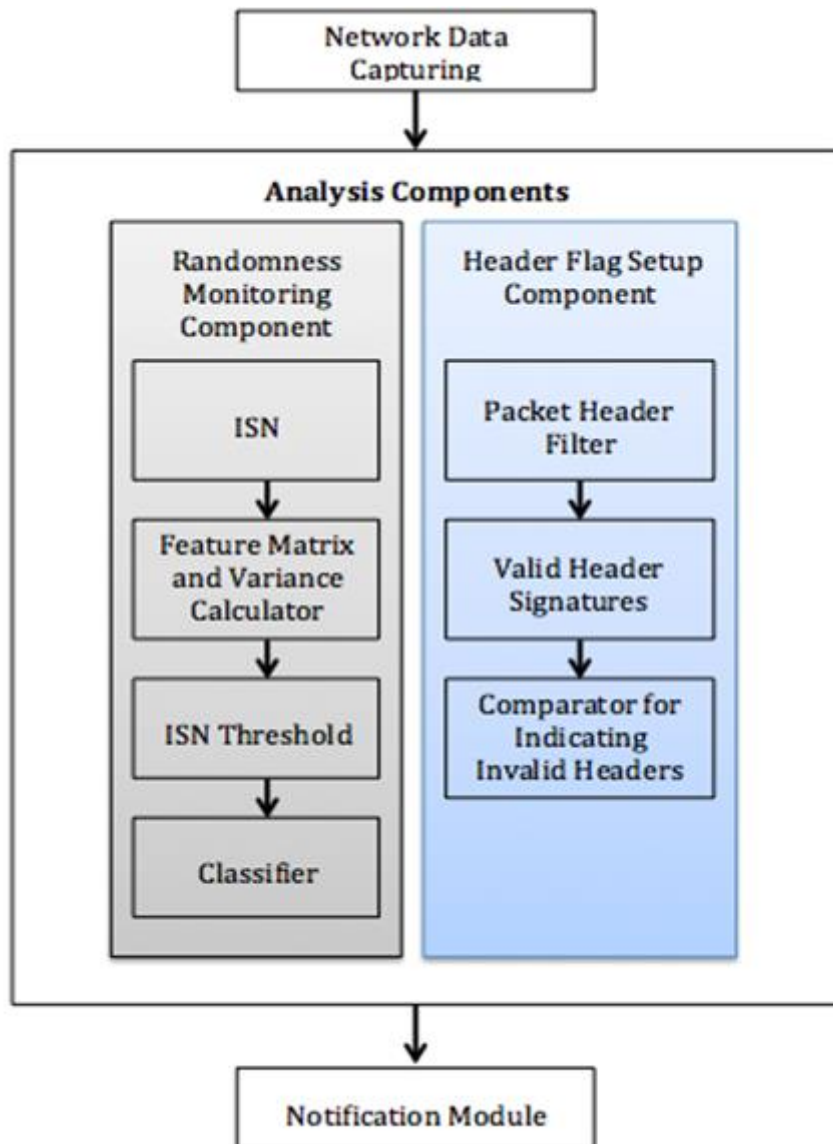 Network Data
Capturing
Analysis Components
Randomness
Monitoring
Component
ISN
Feature Matrix
and Variance
Calculator
ISN Threshold
Classifier
Header Flag Setup
Component
Packet Header
Filter
Valid Header
Signatures
Comparator for
Indicating
Invalid Headers
Notification Module